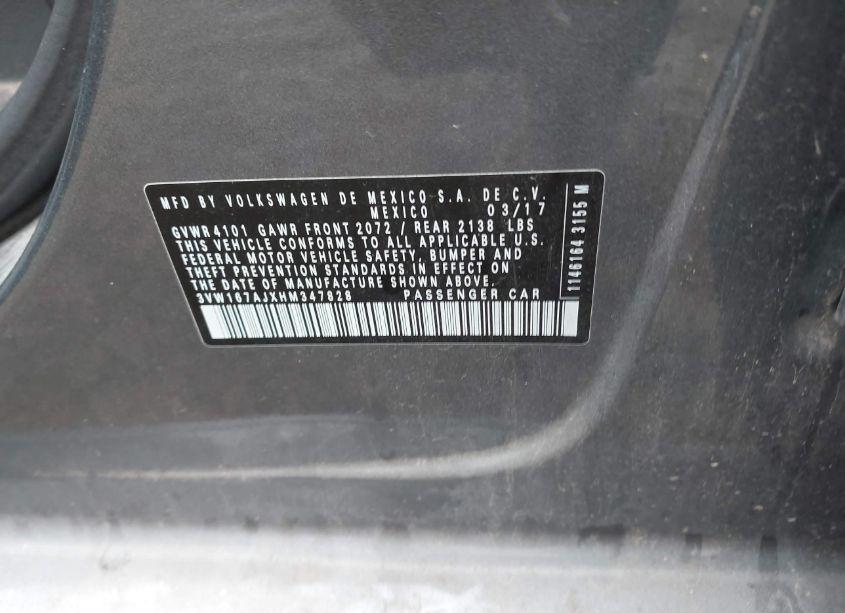 MFD BY VOLKSWAGEN DE MEXICO S.A. DE C.V.
MEXICO 03/17
GVWR4101 GAWR FRONT 2072 / REAR 2138 LBS
THIS VEHICLE CONFORMS TO ALL APPLICABLE U.S.
FEDERAL MOTOR VEHICLE SAFETY, BUMPER AND
THEFT PREVENTION STANDARDS IN EFFECT ON
THE DATE OF MANUFACTURE SHOWN ABOVE.
3VW167AJXHM347828 PASSENGER CAR
1146164 3155 M